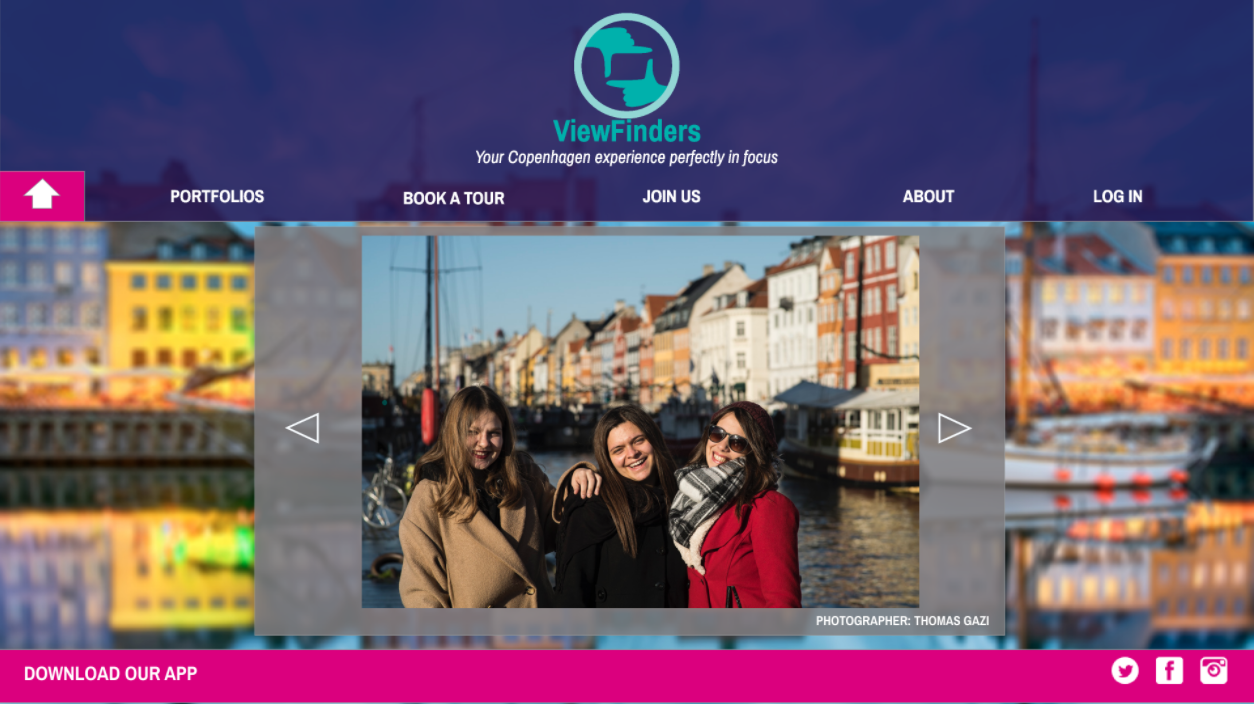 ViewFinders
Your Copenhagen experience perfectly in focus
PORTFOLIOS
BOOK A TOUR
JOIN US
ABOUT
LOG IN
PHOTOGRAPHER: THOMAS GAZI
DOWNLOAD OUR APP